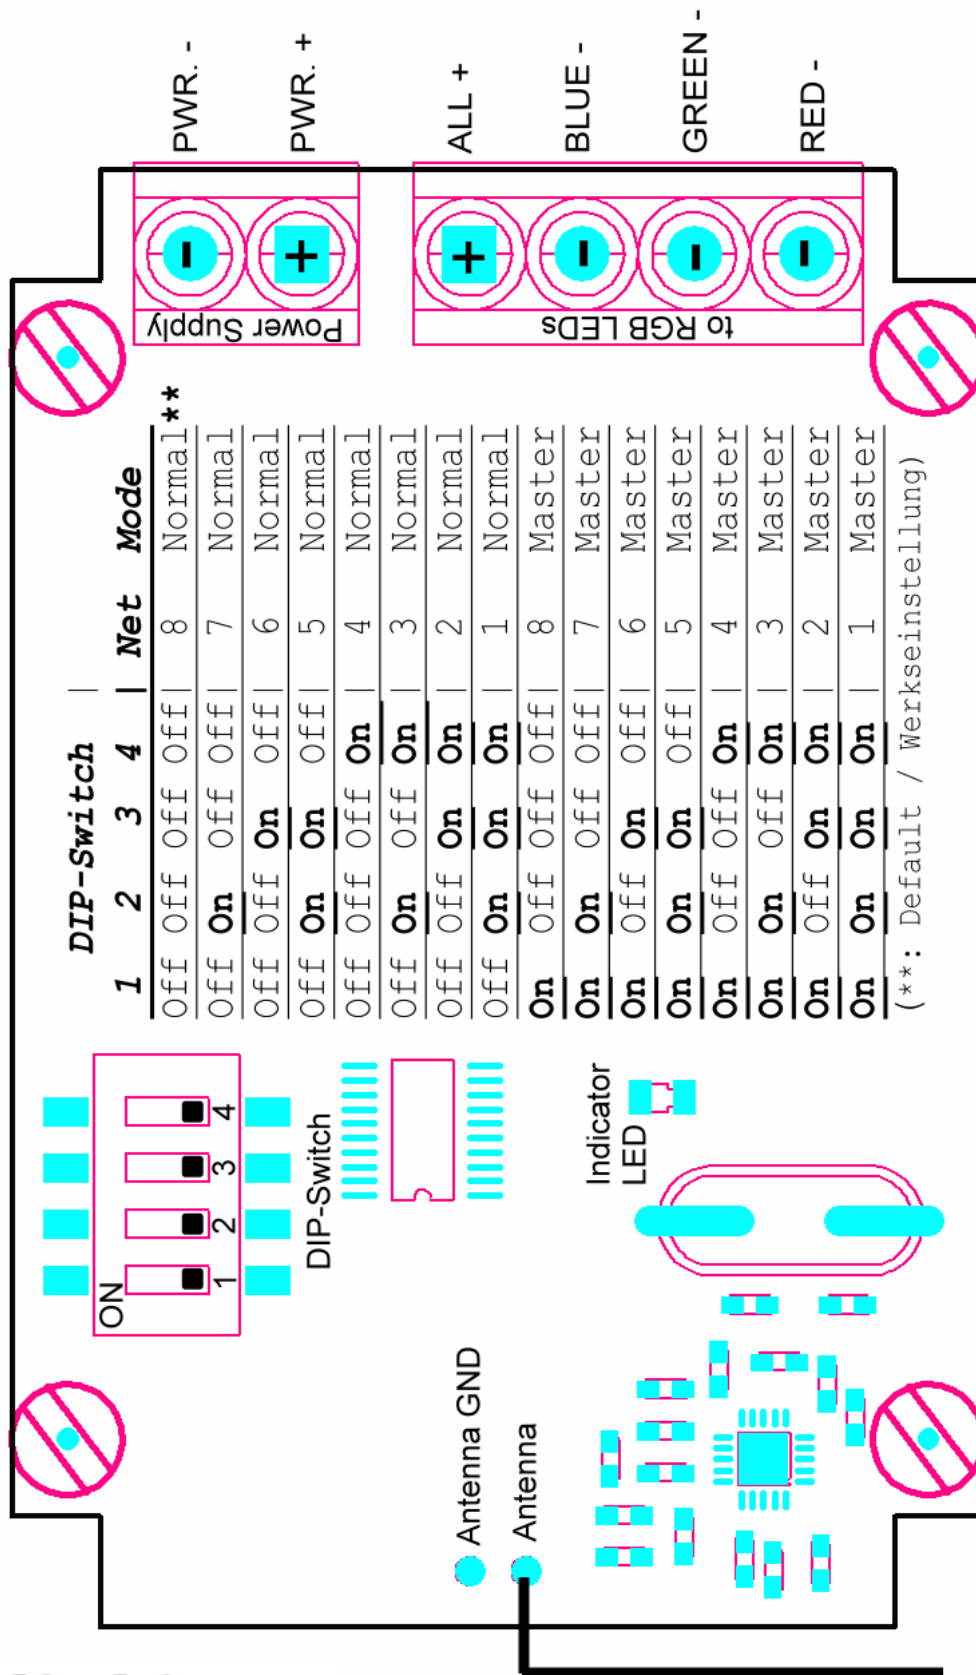 PWR. -
PWR. +
ALL +
BLUE -
GREEN -
RED -
- + + - - -
Power Supply
to RGB LEDs
DIP-Switch |
1 2 3 4 | Net Mode
Off Off Off Off| 8 Normal**
Off On Off Off| 7 Normal
Off Off On Off| 6 Normal
Off On On Off| 5 Normal
Off Off Off On | 4 Normal
Off On Off On | 3 Normal
Off Off On On | 2 Normal
Off On On On | 1 Normal
On Off Off Off| 8 Master
On On Off Off| 7 Master
On Off On Off| 6 Master
On On On Off| 5 Master
On Off Off On | 4 Master
On On Off On | 3 Master
On Off On On | 2 Master
On On On On | 1 Master
(**: Default / Werkseinstellung)
ON
1 2 3 4
DIP-Switch
Indicator
LED
Antenna GND
Antenna